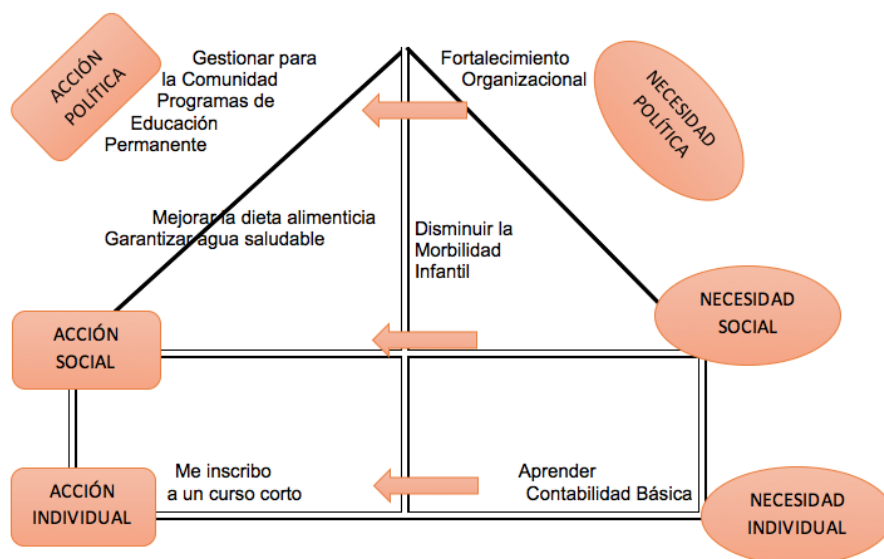 ACCIÓN
POLÍTICA
Gestionar para
la Comunidad
Programas de
Educación
Permanente
Fortalecimiento
Organizacional
NECESIDAD
POLÍTICA
Mejorar la dieta alimenticia
Garantizar agua saludable
Disminuir la
Morbilidad
Infantil
ACCIÓN
SOCIAL
NECESIDAD
SOCIAL
Me inscribo
a un curso corto
Aprender
Contabilidad Básica
ACCIÓN
INDIVIDUAL
NECESIDAD
INDIVIDUAL